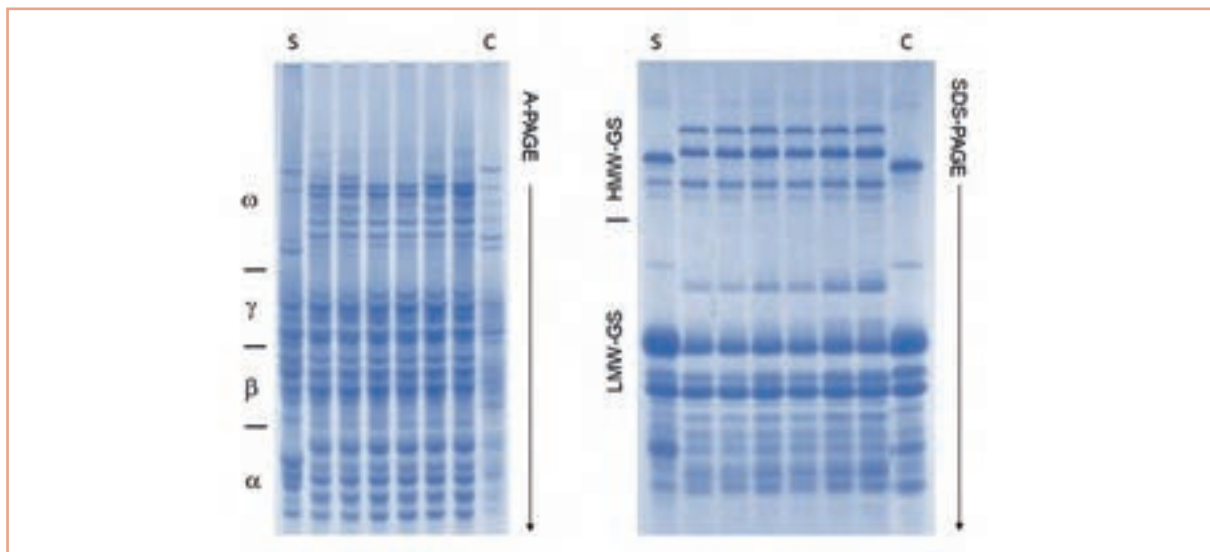 S
C
A-PAGE
ω
γ
β
α
S
C
SDS-PAGE
HMW-GS
LMW-GS